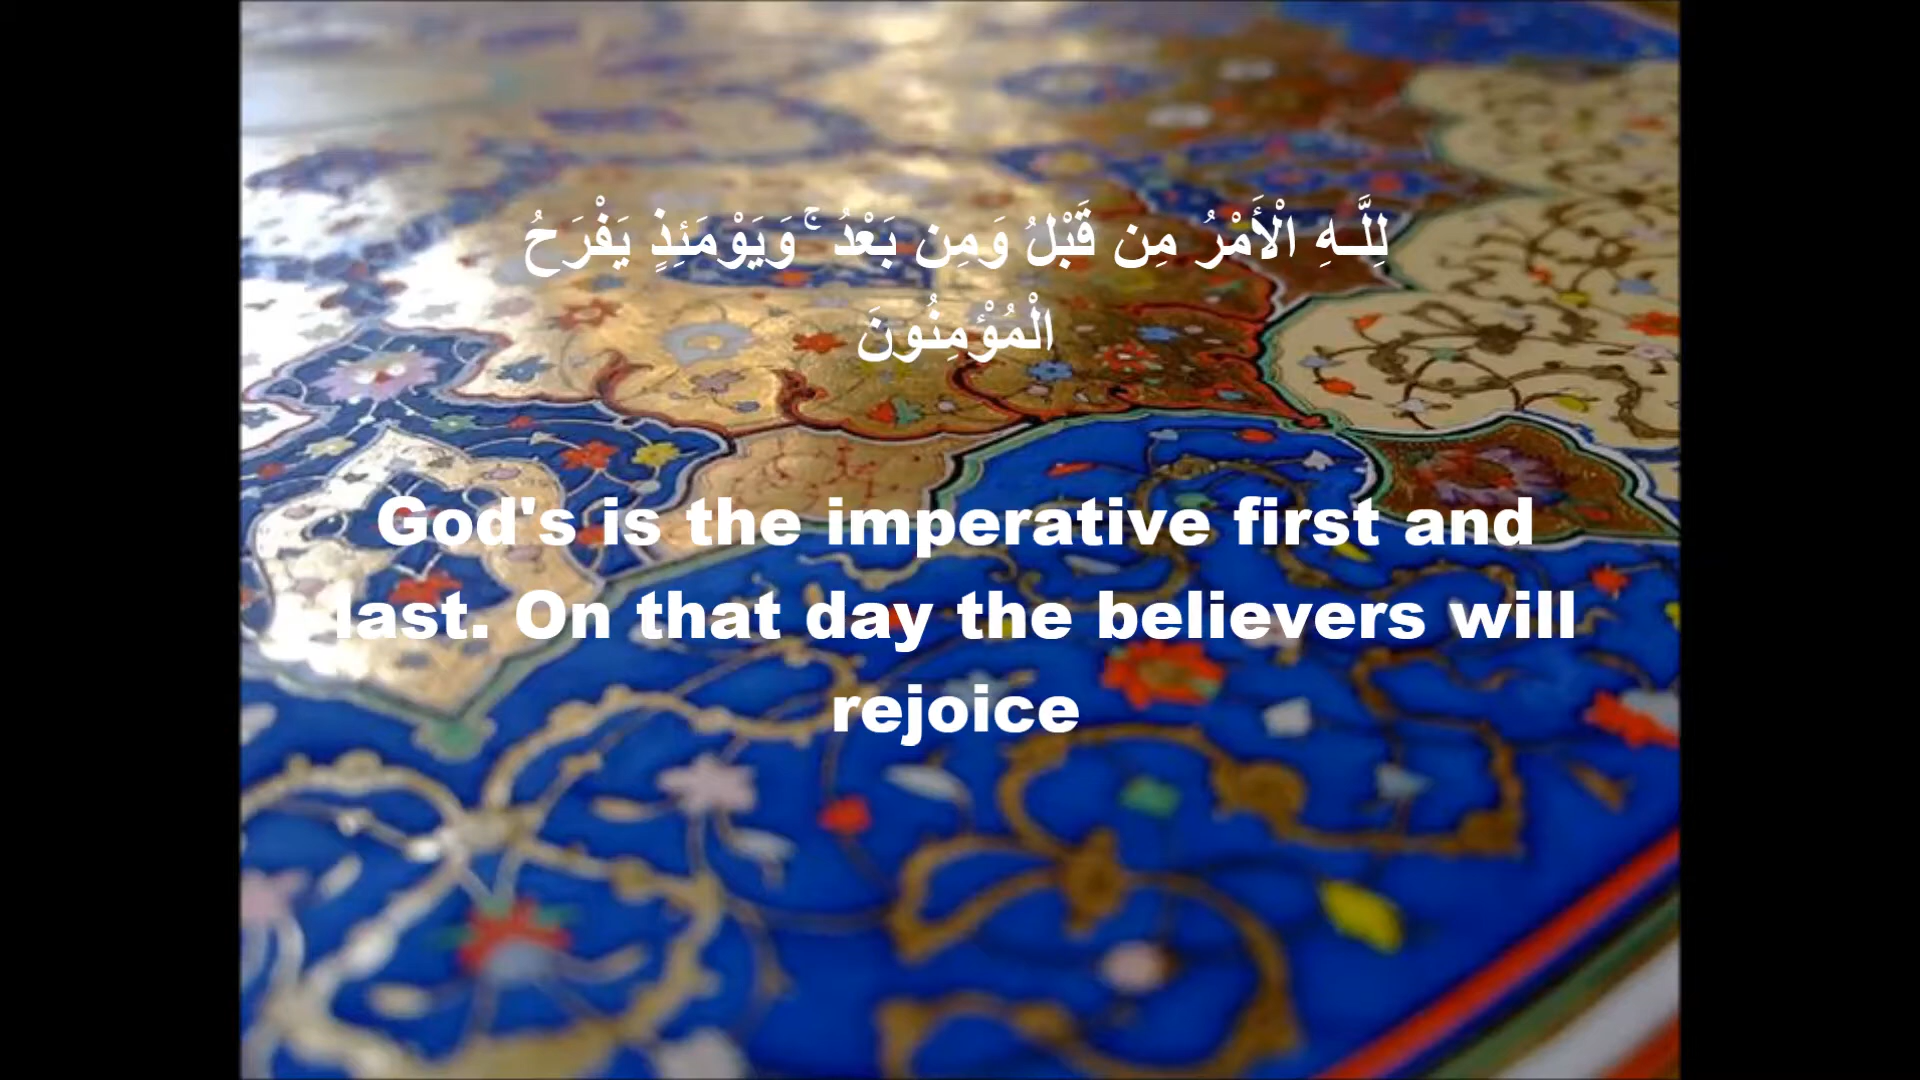 لِلَّـهِ الْأَمْرُ مِن قَبْلُ وَمِن بَعْدُ ۚ وَيَوْمَئِذٍ يَفْرَحُ
الْمُؤْمِنُونَ
God's is the imperative first and
last. On that day the believers will
rejoice